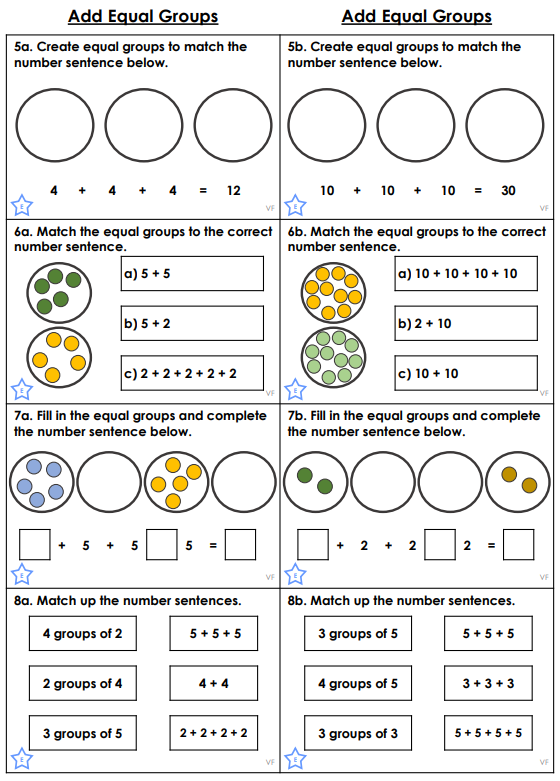 Add Equal Groups
Add Equal Groups
5a. Create equal groups to match the
number sentence below.
4 + 4 + 4 = 12
E
VF
5b. Create equal groups to match the
number sentence below.
10 + 10 + 10 = 30
E
VF
6a. Match the equal groups to the correct
number sentence.
a) 5 + 5
b) 5 + 2
c) 2 + 2 + 2 + 2 + 2
E
VF
6b. Match the equal groups to the correct
number sentence.
a) 10 + 10 + 10 + 10
b) 2 + 10
c) 10 + 10
E
VF
7a. Fill in the equal groups and complete
the number sentence below.
+ 5 + 5 5 =
E
VF
7b. Fill in the equal groups and complete
the number sentence below.
+ 2 + 2 2 =
E
VF
8a. Match up the number sentences.
4 groups of 2
5 + 5 + 5
2 groups of 4
4 + 4
3 groups of 5
2 + 2 + 2 + 2
E
VF
8b. Match up the number sentences.
3 groups of 5
5 + 5 + 5
4 groups of 5
3 + 3 + 3
3 groups of 3
5 + 5 + 5 + 5
E
VF